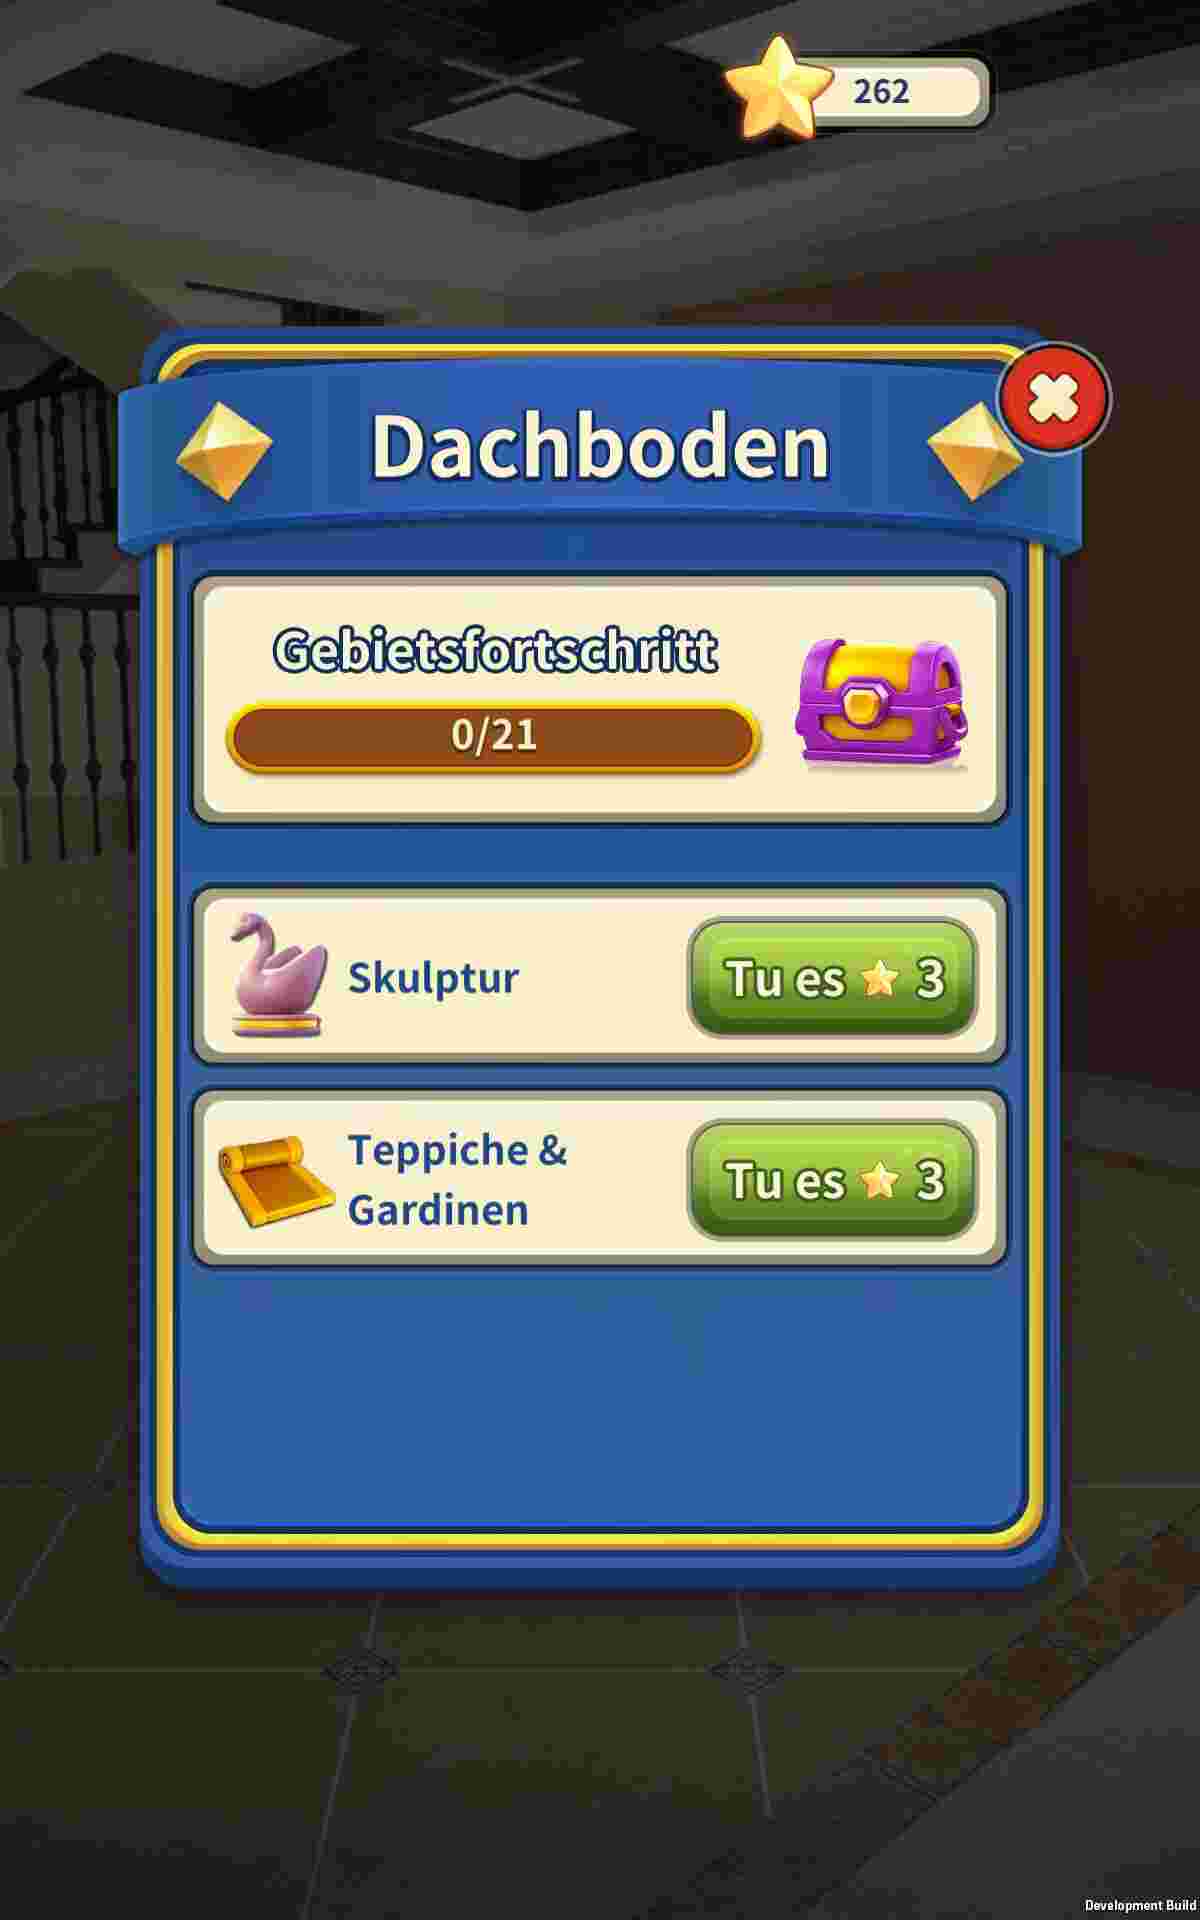 262
Dachboden
Gebietsfortschritt
0/21
Skulptur
Tu es 3
Teppiche &
Gardinen
Tu es 3
Development Build